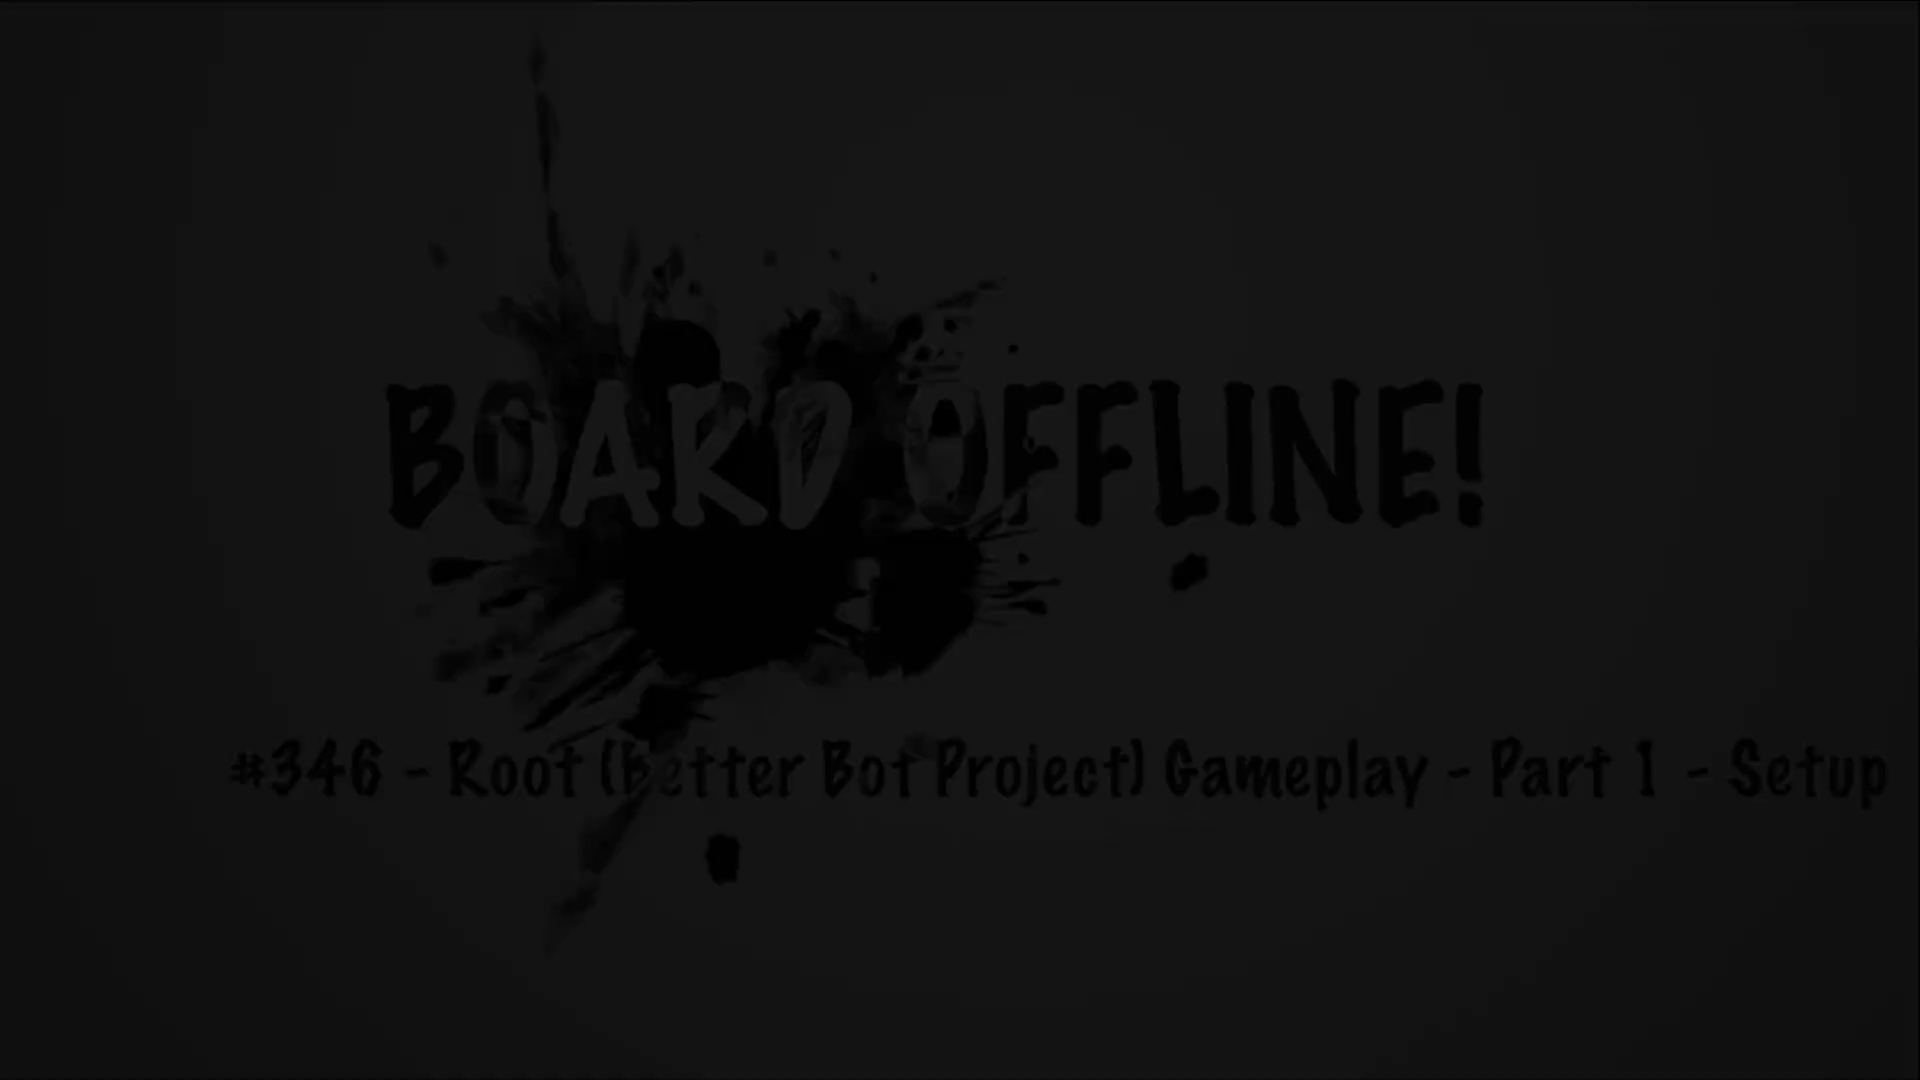 BOARD OFFLINE!
#346 - Root (Better Bot Project) Gameplay - Part 1 - Setup